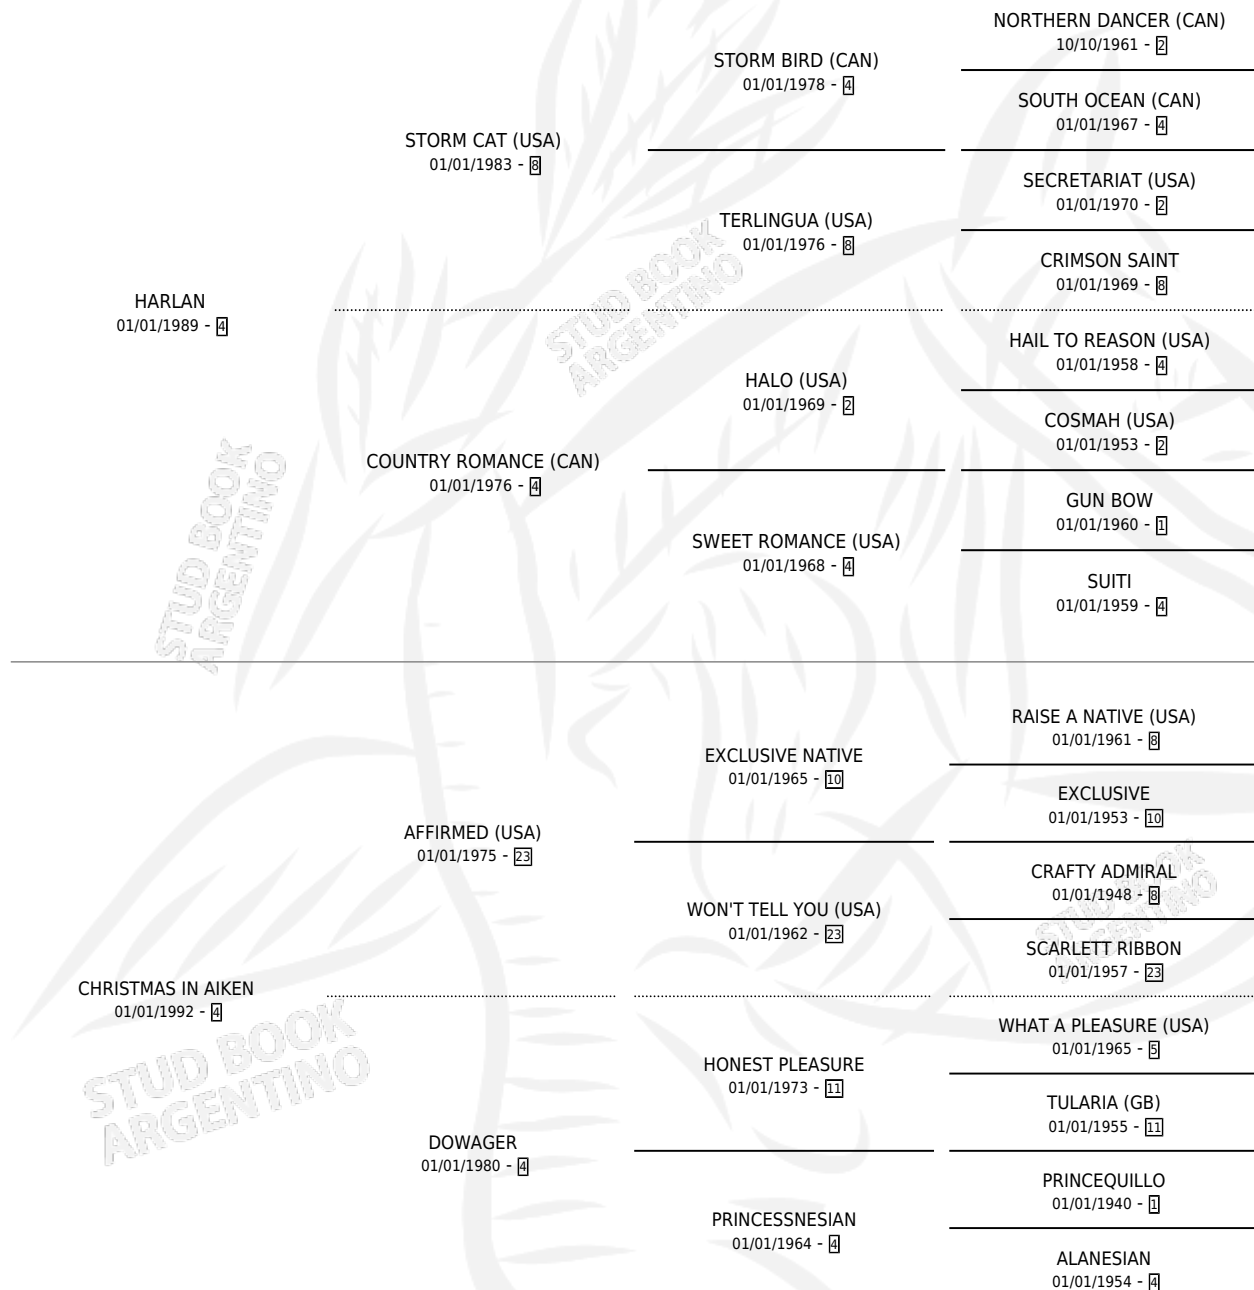 NORTHERN DANCER (CAN)
10/10/1961 - 2
STORM BIRD (CAN)
01/01/1978 - 4
SOUTH OCEAN (CAN)
01/01/1967 - 4
STORM CAT (USA)
01/01/1983 - 8
SECRETARIAT (USA)
01/01/1970 - 2
TERLINGUA (USA)
01/01/1976 - 8
CRIMSON SAINT
01/01/1969 - 8
HARLAN
01/01/1989 - 4
HAIL TO REASON (USA)
01/01/1958 - 4
HALO (USA)
01/01/1969 - 2
COSMAH (USA)
01/01/1953 - 2
COUNTRY ROMANCE (CAN)
01/01/1976 - 4
GUN BOW
01/01/1960 - 1
SWEET ROMANCE (USA)
01/01/1968 - 4
SUITI
01/01/1959 - 4
RAISE A NATIVE (USA)
01/01/1961 - 8
EXCLUSIVE NATIVE
01/01/1965 - 10
EXCLUSIVE
01/01/1953 - 10
AFFIRMED (USA)
01/01/1975 - 23
CRAFTY ADMIRAL
01/01/1948 - 8
WON'T TELL YOU (USA)
01/01/1962 - 23
SCARLETT RIBBON
01/01/1957 - 23
CHRISTMAS IN AIKEN
01/01/1992 - 4
WHAT A PLEASURE (USA)
01/01/1965 - 5
HONEST PLEASURE
01/01/1973 - 11
TULARIA (GB)
01/01/1955 - 11
DOWAGER
01/01/1980 - 4
PRINCEQUILLO
01/01/1940 - 1
PRINCESSNESIAN
01/01/1964 - 4
ALANESIAN
01/01/1954 - 4
STUD BOOK
ARGENTINO
STUD BOOK
ARGENTINO
STUD BOOK
ARGENTINO
STUD BOOK
ARGENTINO